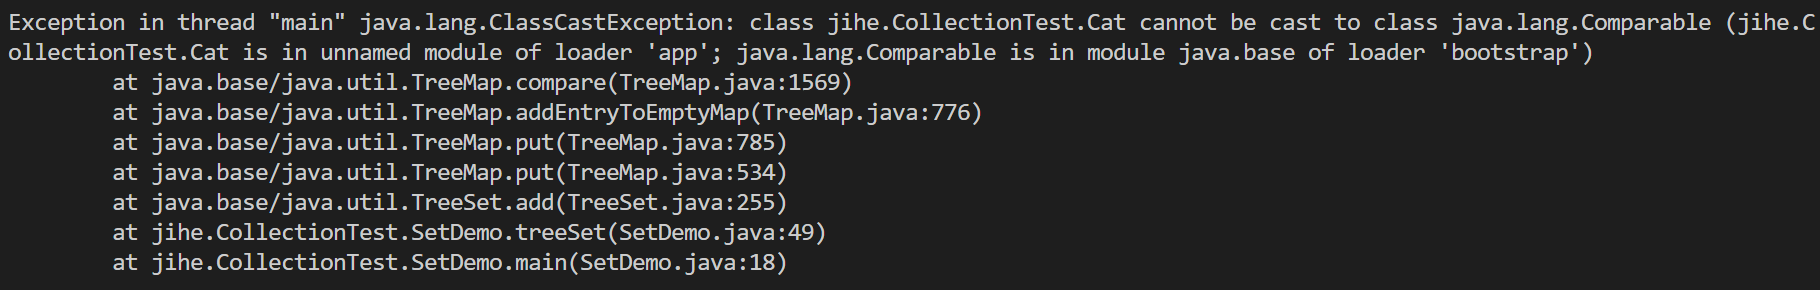 Exception in thread "main" java.lang.ClassCastException: class jihe.CollectionTest.Cat cannot be cast to class java.lang.Comparable (jihe.C
ollectionTest.Cat is in unnamed module of loader 'app'; java.lang.Comparable is in module java.base of loader 'bootstrap')
        at java.base/java.util.TreeMap.compare(TreeMap.java:1569)
        at java.base/java.util.TreeMap.addEntryToEmptyMap(TreeMap.java:776)
        at java.base/java.util.TreeMap.put(TreeMap.java:785)
        at java.base/java.util.TreeMap.put(TreeMap.java:534)
        at java.base/java.util.TreeSet.add(TreeSet.java:255)
        at jihe.CollectionTest.SetDemo.treeSet(SetDemo.java:49)
        at jihe.CollectionTest.SetDemo.main(SetDemo.java:18)